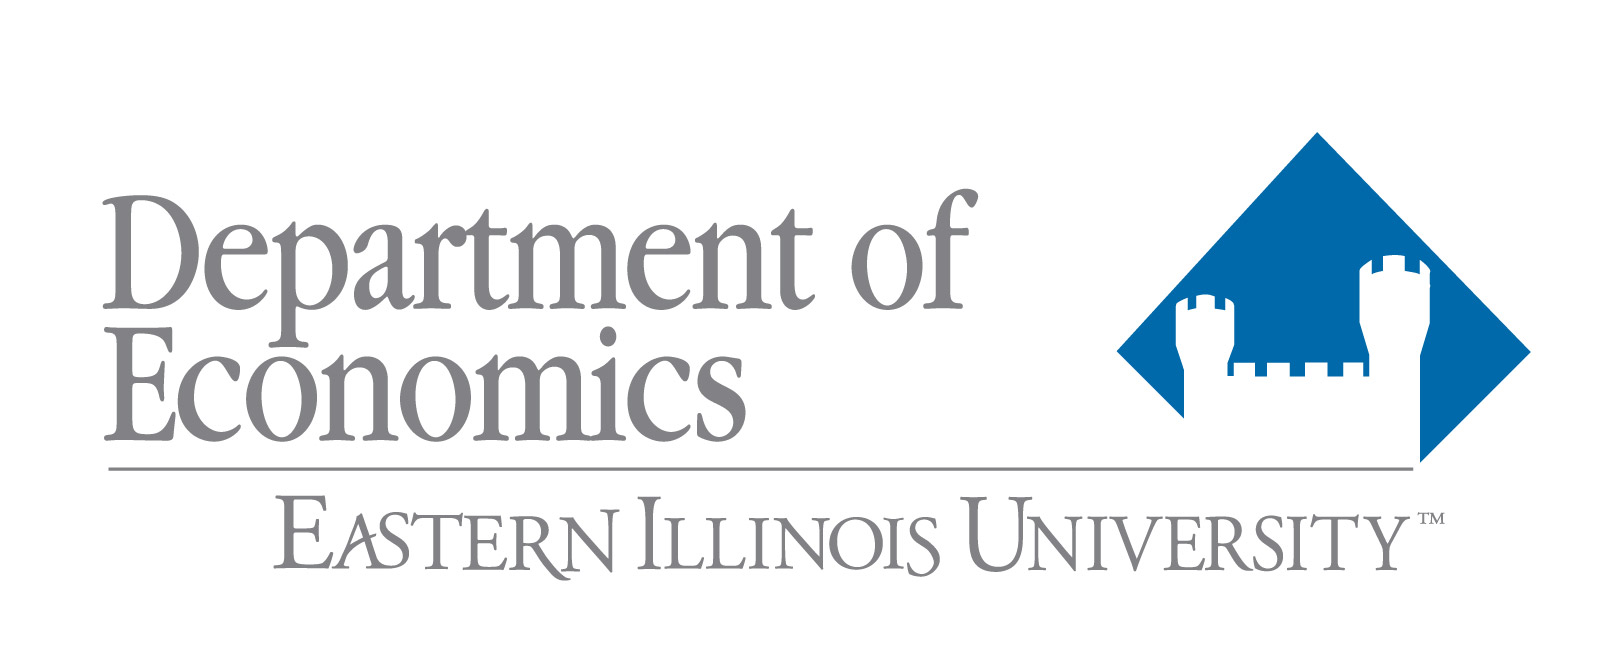 Department of
Economics
Eastern Illinois University™